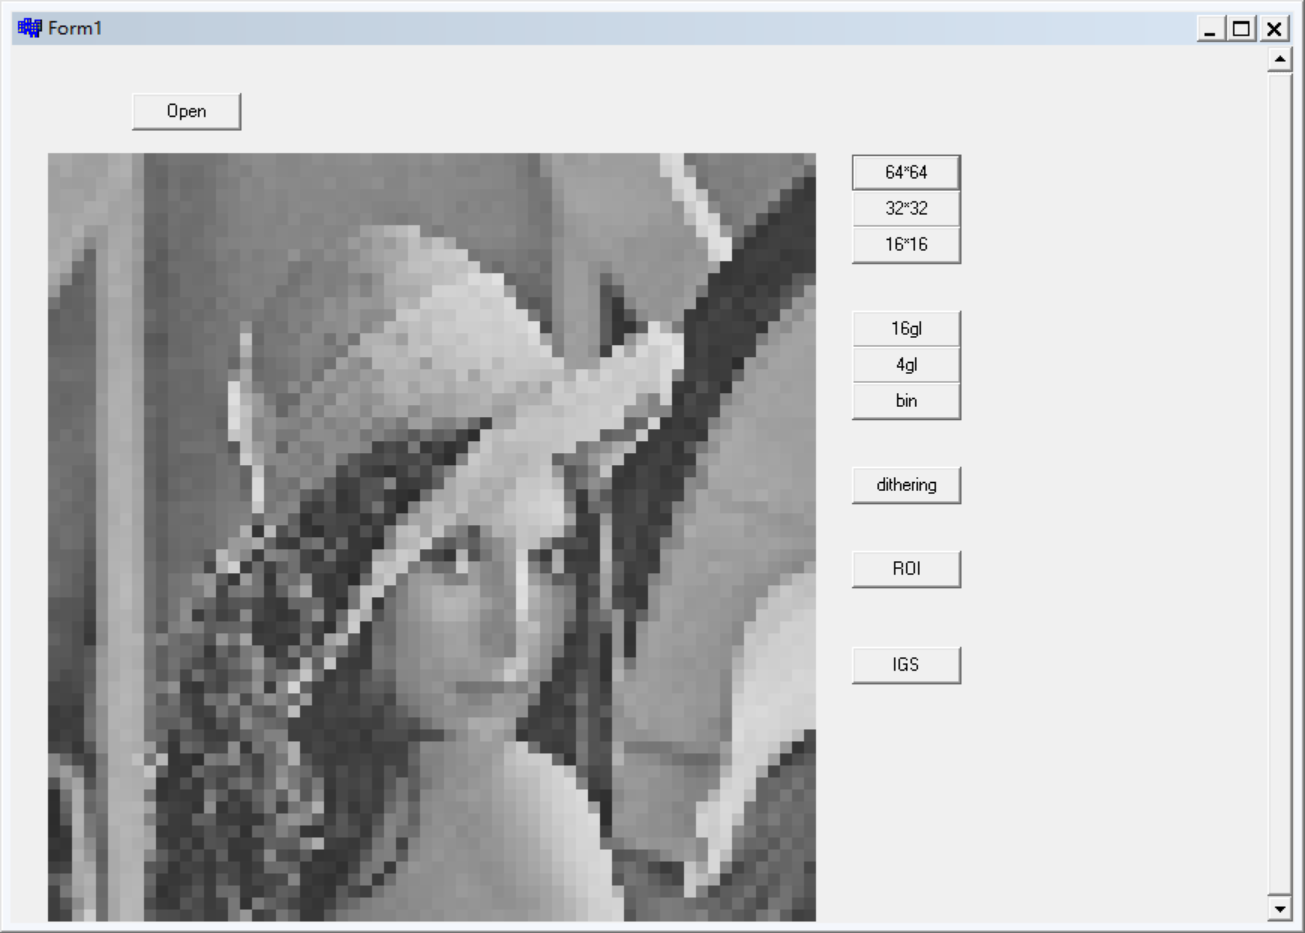 Form1
Open
64*64
32*32
16*16
16gl
4gl
bin
dithering
ROI
IGS